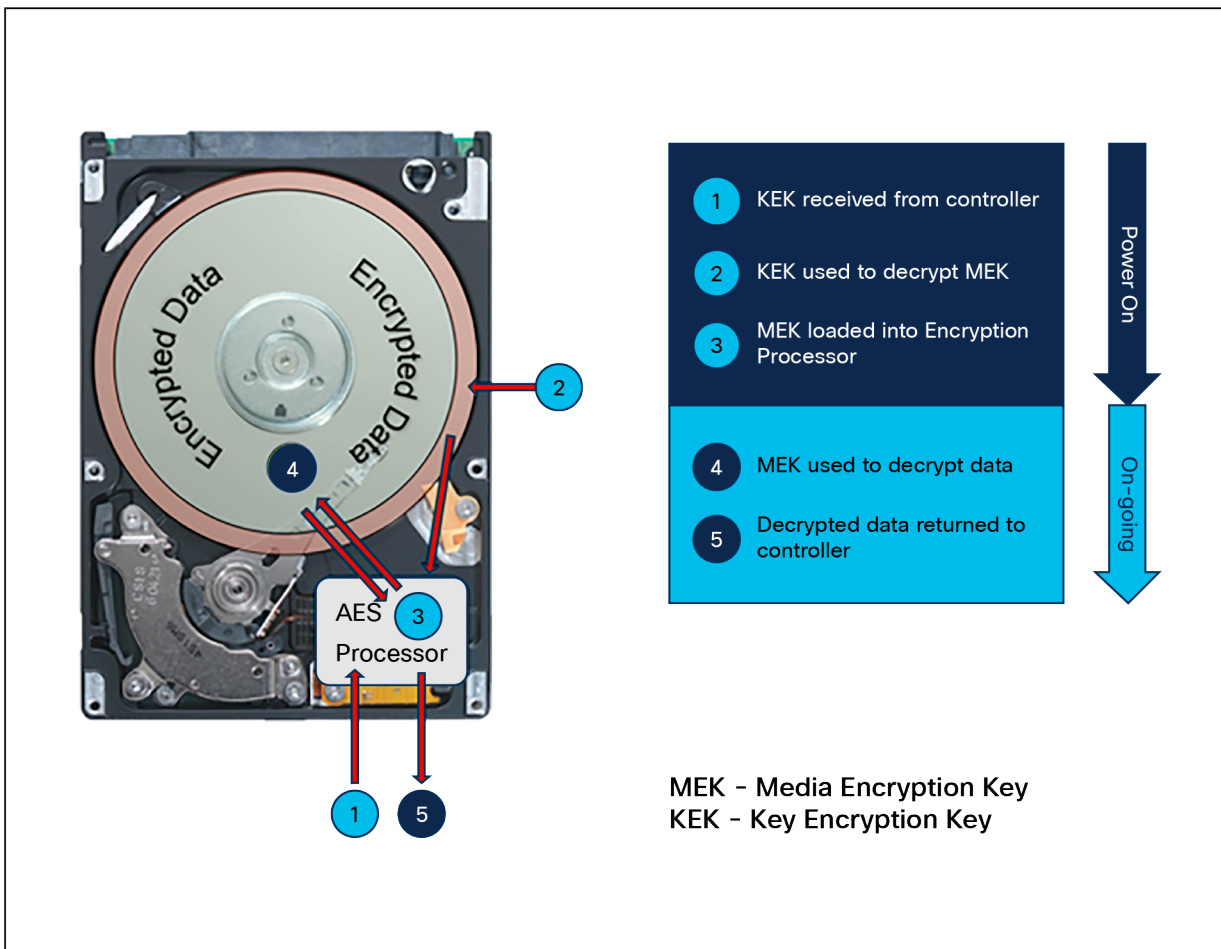 Encrypted Data
Encrypted Data
2
4
AES
3
Processor
1
5
1
KEK received from controller
2
KEK used to decrypt MEK
3
MEK loaded into Encryption
Processor
Power On
4
MEK used to decrypt data
5
Decrypted data returned to
controller
On-going
MEK - Media Encryption Key
KEK - Key Encryption Key